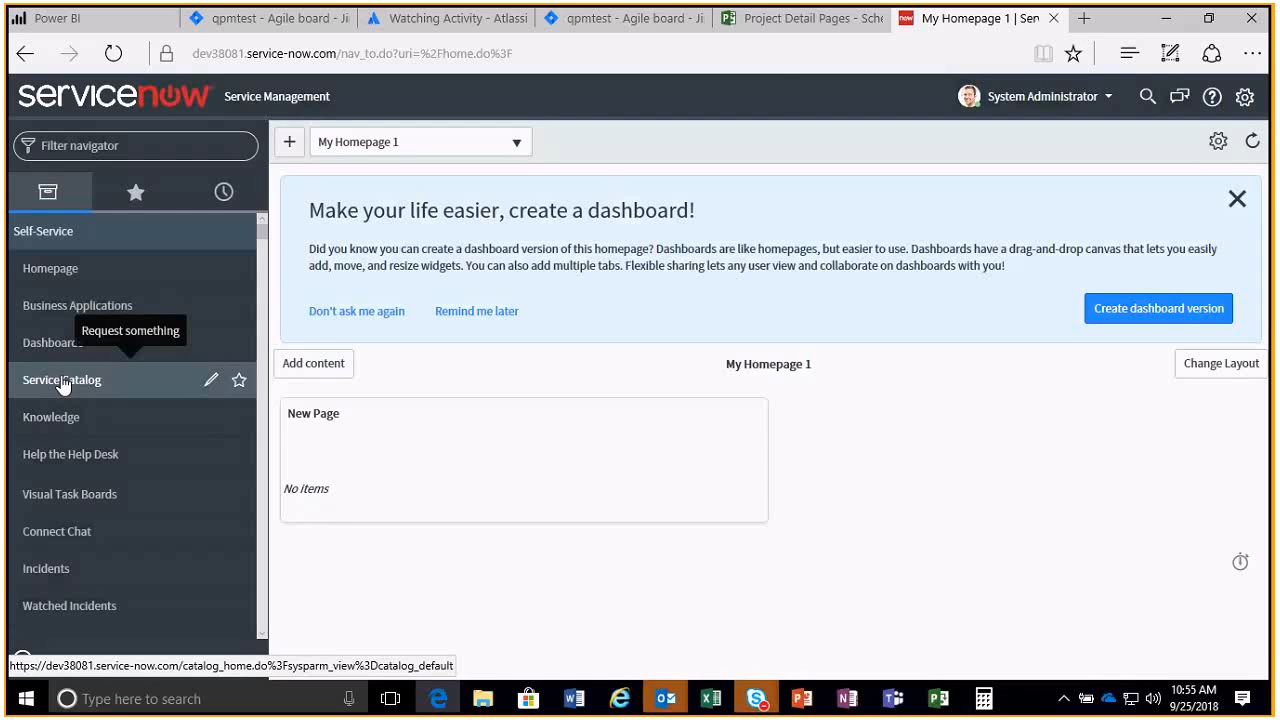 Power BI
qpmtest - Agile board - Ji
Watching Activity - Atlassi
qpmtest - Agile board - Ji
Project Detail Pages - Sche
now My Homepage 1 | Sen
dev38081.service-now.com/nav_to.do?uri=%2Fhome.do%3F
servicenow Service Management
System Administrator
Filter navigator
My Homepage 1
Self-Service
Homepage
Business Applications
Request something
Dashboards
Service Catalog
Knowledge
Help the Help Desk
Visual Task Boards
Connect Chat
Incidents
Watched Incidents
https://dev38081.service-now.com/catalog_home.do%3Fsysparm_view%3Dcatalog_default
Make your life easier, create a dashboard!
Did you know you can create a dashboard version of this homepage? Dashboards are like homepages, but easier to use. Dashboards have a drag-and-drop canvas that lets you easily
add, move, and resize widgets. You can also add multiple tabs. Flexible sharing lets any user view and collaborate on dashboards with you!
Don't ask me again
Remind me later
Create dashboard version
Add content
My Homepage 1
Change Layout
New Page
No items
Type here to search
10:55 AM
9/25/2018